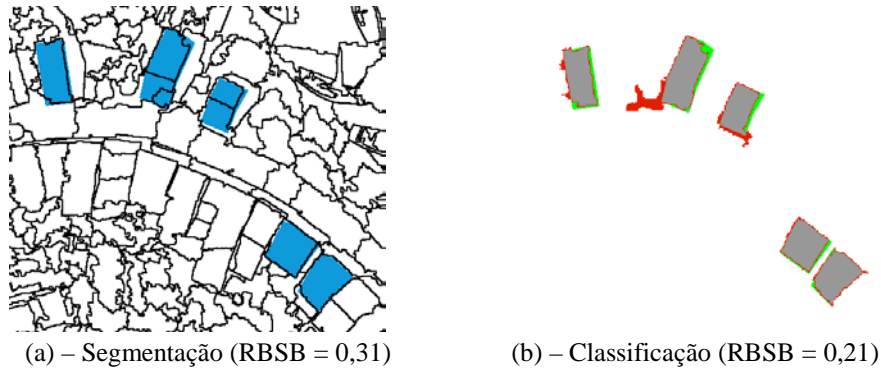 (a) – Segmentação (RBSB = 0,31)
(b) – Classificação (RBSB = 0,21)